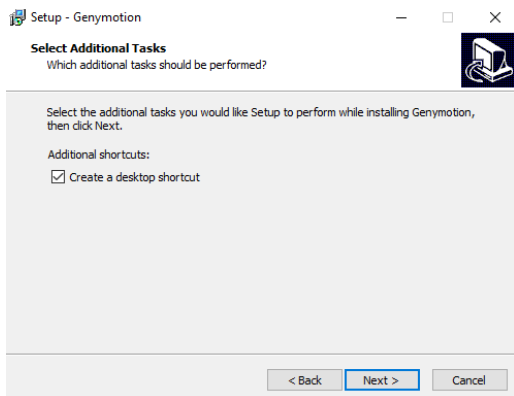 Setup - Genymotion
Select Additional Tasks
Which additional tasks should be performed?
Select the additional tasks you would like Setup to perform while installing Genymotion,
then click Next.
Additional shortcuts:
Create a desktop shortcut
< Back
Next >
Cancel